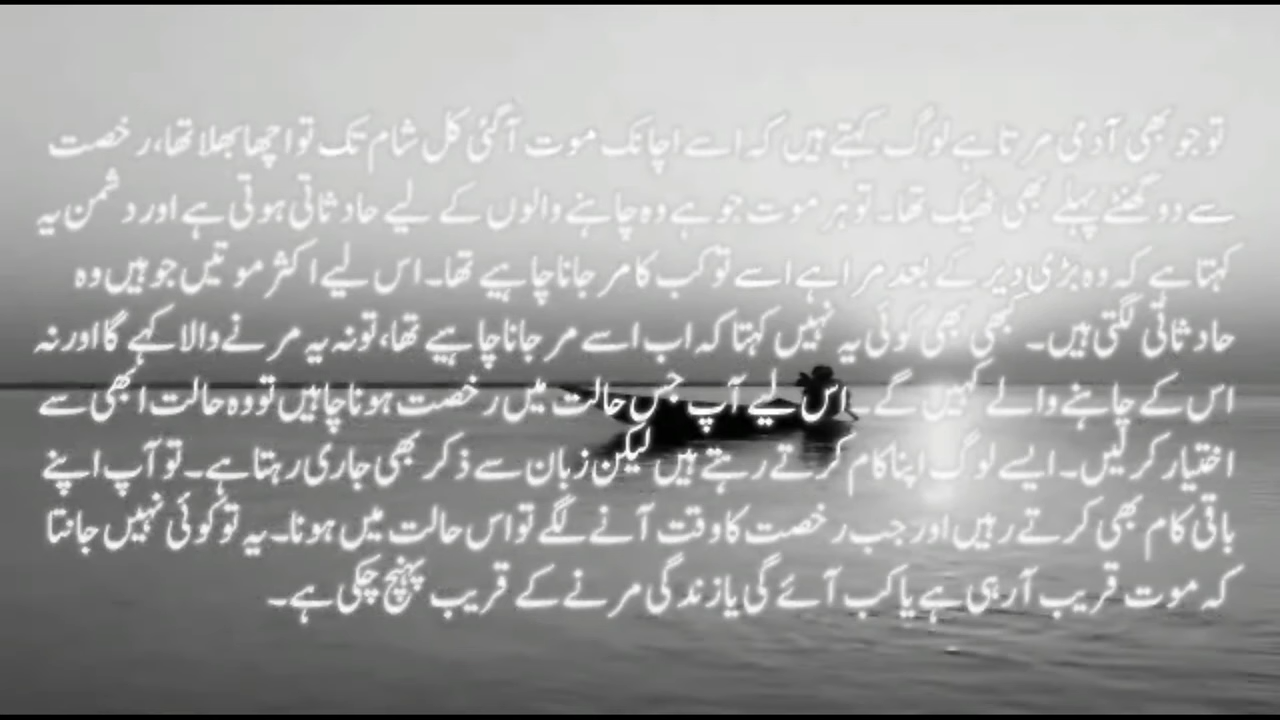 تو جو بھی آدمی مرتا ہے لوگ کہتے ہیں کہ اسے اچانک موت آگئی کل شام تک تو اچھا بھلا تھا، رخصت
سے دو گھنٹے پہلے بھی ٹھیک تھا۔ تو ہر موت جو ہے وہ چاہنے والوں کے لیے حادثاتی ہوتی ہے اور دشمن یہ
کہتا ہے کہ وہ بڑی دیر کے بعد مرا ہے اسے تو کب کا مر جانا چاہیے تھا۔ اس لیے اکثر موتیں جو ہیں وہ
حادثاتی لگتی ہیں۔ کبھی بھی کوئی یہ نہیں کہتا کہ اب اسے مر جانا چاہیے تھا، تو نہ یہ مرنے والا کہے گا اور نہ
اس کے چاہنے والے کہیں گے۔ اس لیے آپ جس حالت میں رخصت ہونا چاہیں تو وہ حالت ابھی سے
اختیار کر لیں۔ ایسے لوگ اپنا کام کرتے رہتے ہیں لیکن زبان سے ذکر بھی جاری رہتا ہے۔ تو آپ اپنے
باقی کام بھی کرتے رہیں اور جب رخصت کا وقت آنے لگے تو اس حالت میں ہونا۔ یہ تو کوئی نہیں جانتا
کہ موت قریب آ رہی ہے یا کب آئے گی یا زندگی مرنے کے قریب پہنچ چکی ہے۔